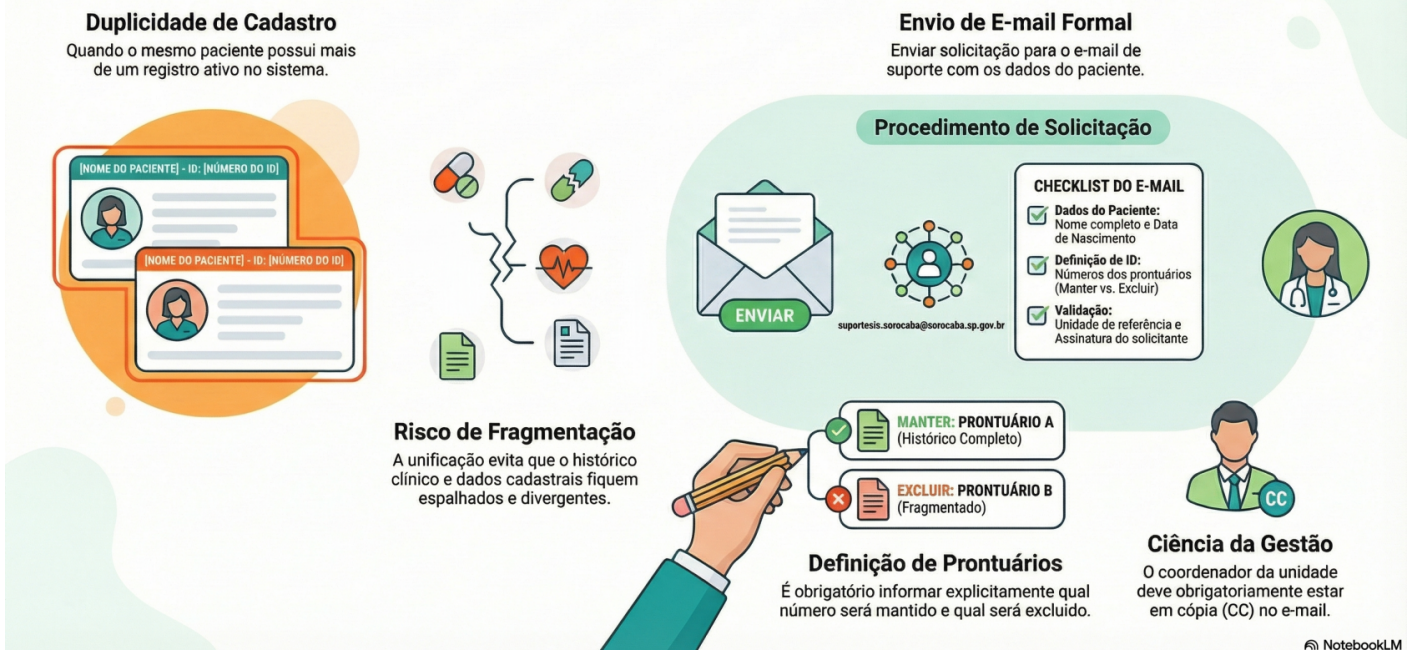 Duplicidade de Cadastro
Quando o mesmo paciente possui mais
de um registro ativo no sistema.
[NOME DO PACIENTE] - ID: [NÚMERO DO ID]
[NOME DO PACIENTE] - ID: [NÚMERO DO ID]
Risco de Fragmentação
A unificação evita que o histórico
clínico e dados cadastrais fiquem
espalhados e divergentes.
Envio de E-mail Formal
Enviar solicitação para o e-mail de
suporte com os dados do paciente.
Procedimento de Solicitação
ENVIAR
suportesis.sorocaba@sorocaba.sp.gov.br
CHECKLIST DO E-MAIL
Dados do Paciente:
Nome completo e Data
de Nascimento
Definição de ID:
Números dos prontuários
(Manter vs. Excluir)
Validação:
Unidade de referência e
Assinatura do solicitante
MANTER: PRONTUÁRIO A
(Histórico Completo)
EXCLUIR: PRONTUÁRIO B
(Fragmentado)
Definição de Prontuários
É obrigatório informar explicitamente qual
número será mantido e qual será excluido.
CC
Ciência da Gestão
O coordenador da unidade
deve obrigatoriamente estar
em cópia (CC) no e-mail.
NotebookLM